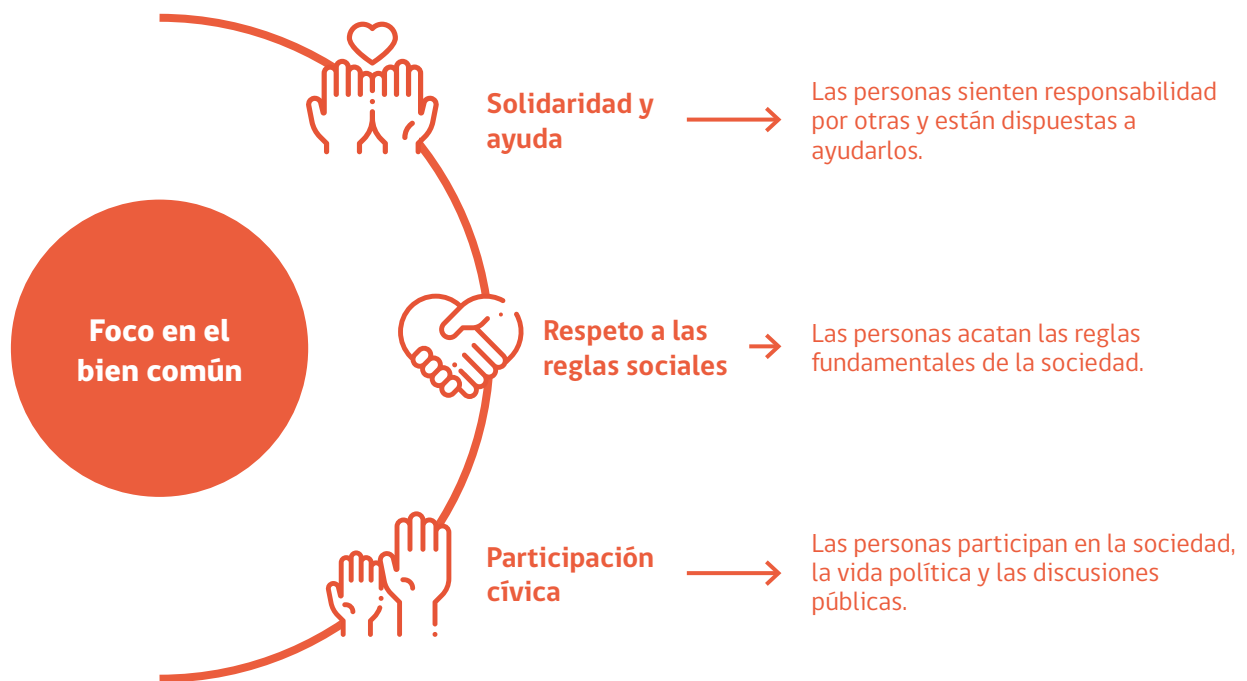 Foco en el
bien común
Solidaridad y
ayuda
Las personas sienten responsabilidad
por otras y están dispuestas a
ayudarlos.
Respeto a las
reglas sociales
Las personas acatan las reglas
fundamentales de la sociedad.
Participación
cívica
Las personas participan en la sociedad,
la vida política y las discusiones
públicas.